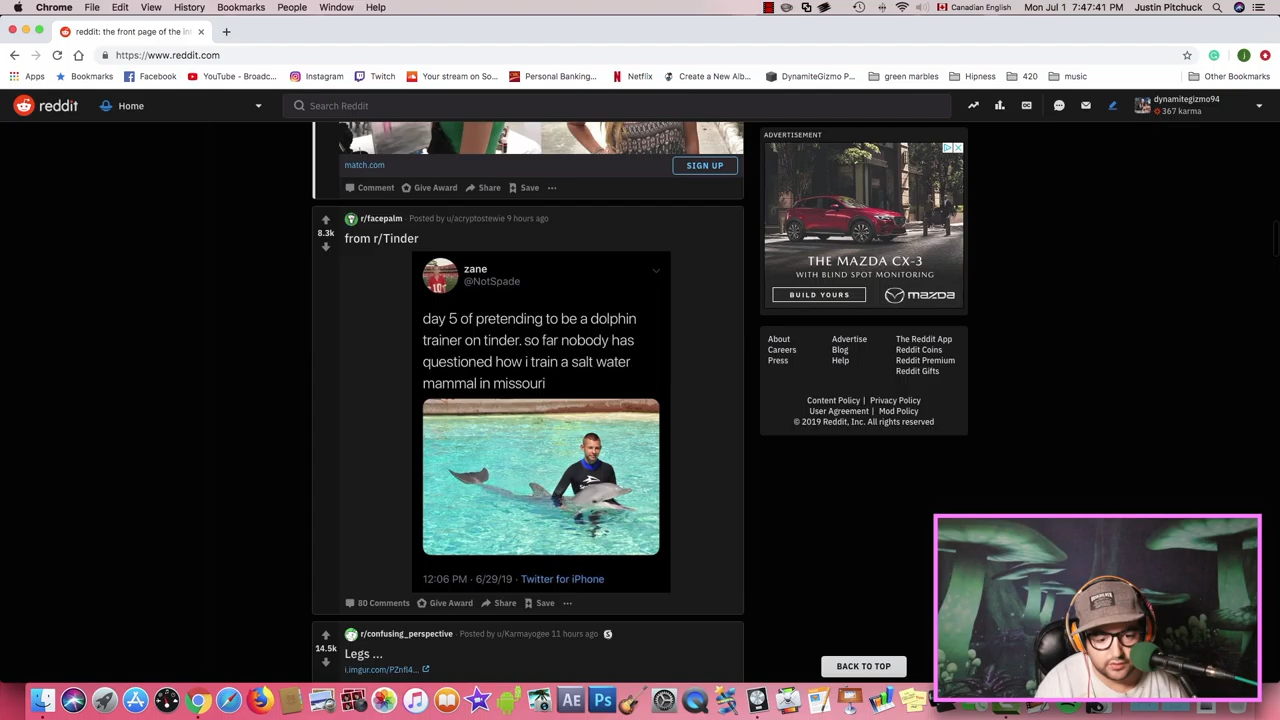 Chrome File Edit View History Bookmarks People Window Help
Canadian English Mon Jul 1 7:47:41 PM Justin Pitchuck
reddit: the front page of the in
https://www.reddit.com
Apps Bookmarks Facebook YouTube - Broadc... Instagram Twitch Your stream on So... Personal Banking... Netflix Create a New Alb... DynamiteGizmo P... green marbles Hipness 420 music Other Bookmarks
reddit Home Search Reddit
dynamitegizmo94
367 karma
match.com SIGN UP
Comment Give Award Share Save
r/facepalm · Posted by u/acryptostewie 9 hours ago
8.3k
from r/Tinder
zane
@NotSpade
day 5 of pretending to be a dolphin
trainer on tinder. so far nobody has
questioned how i train a salt water
mammal in missouri
12:06 PM · 6/29/19 · Twitter for iPhone
80 Comments Give Award Share Save
r/confusing_perspective · Posted by u/Karmayogee 11 hours ago
14.5k
Legs ...
i.imgur.com/PZnfl4...
ADVERTISEMENT
THE MAZDA CX-3
WITH BLIND SPOT MONITORING
BUILD YOURS mazda
About Advertise The Reddit App
Careers Blog Reddit Coins
Press Help Reddit Premium
Reddit Gifts
Content Policy | Privacy Policy
User Agreement | Mod Policy
© 2019 Reddit, Inc. All rights reserved
BACK TO TOP
Ae Ps